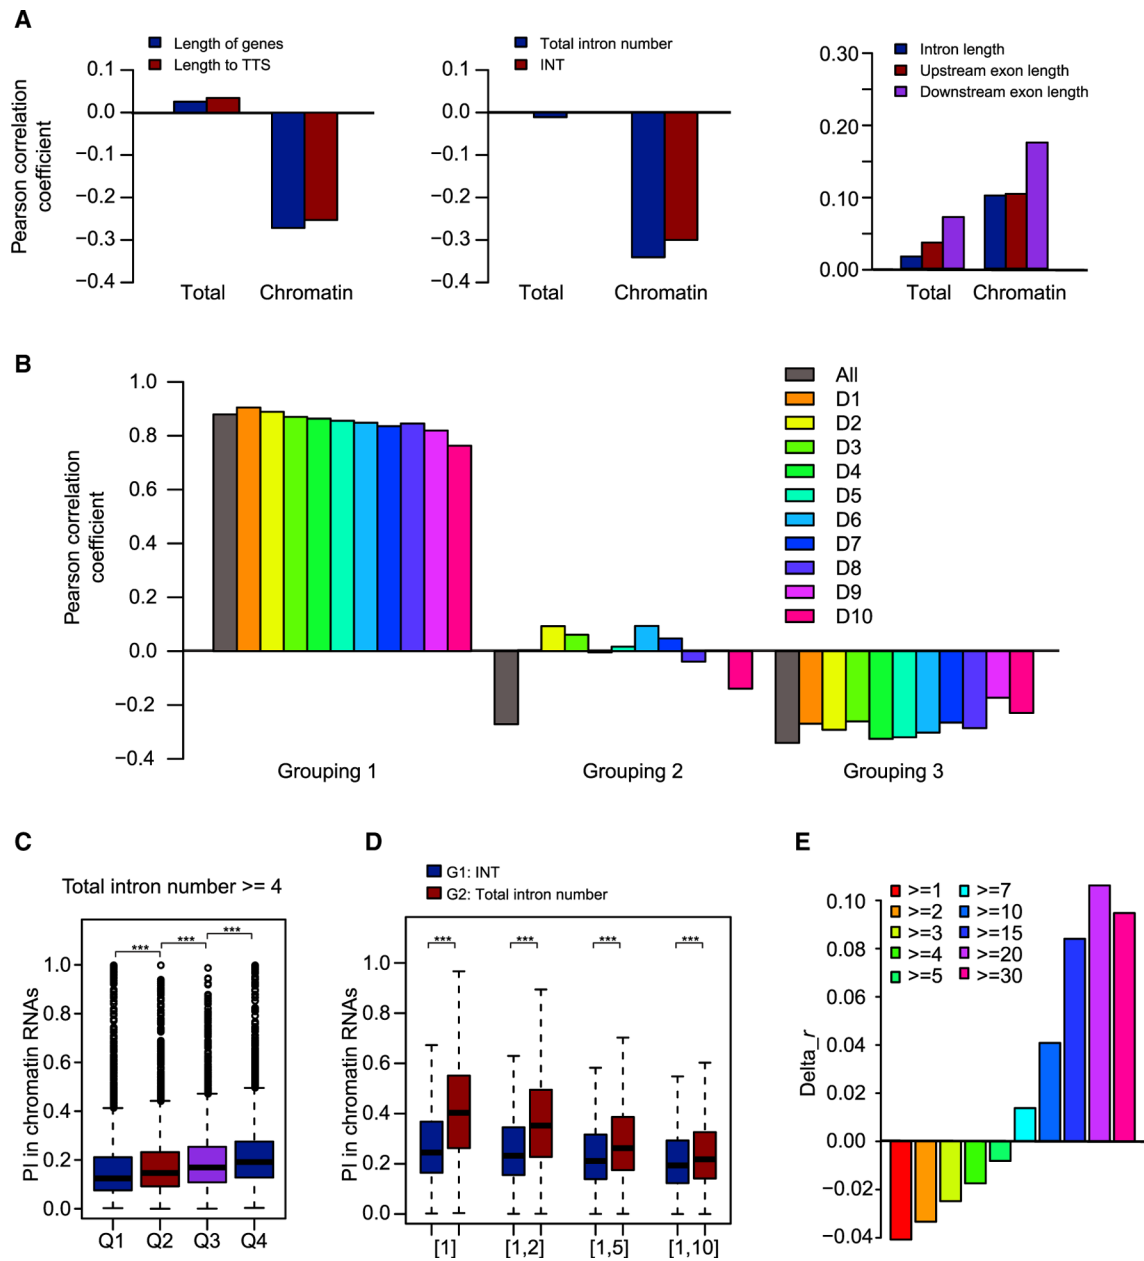 A
Length of genes
Length to TTS
Pearson correlation
coefficient
0.1
0.0
−0.1
−0.2
−0.3
−0.4
Total
Chromatin
Total intron number
INT
0.1
0.0
−0.1
−0.2
−0.3
−0.4
Total
Chromatin
Intron length
Upstream exon length
Downstream exon length
0.30
0.20
0.10
0.00
Total
Chromatin
B
Pearson correlation
coefficient
1.0
0.8
0.6
0.4
0.2
0.0
−0.2
−0.4
Grouping 1
Grouping 2
Grouping 3
All
D1
D2
D3
D4
D5
D6
D7
D8
D9
D10
C
Total intron number >= 4
PI in chromatin RNAs
1.0
0.8
0.6
0.4
0.2
0.0
***
***
***
Q1
Q2
Q3
Q4
D
G1: INT
G2: Total intron number
PI in chromatin RNAs
1.0
0.8
0.6
0.4
0.2
0.0
***
***
***
***
[1]
[1,2]
[1,5]
[1,10]
E
Delta_r
0.10
0.08
0.06
0.04
0.02
0.00
−0.02
−0.04
>=1
>=2
>=3
>=4
>=5
>=7
>=10
>=15
>=20
>=30